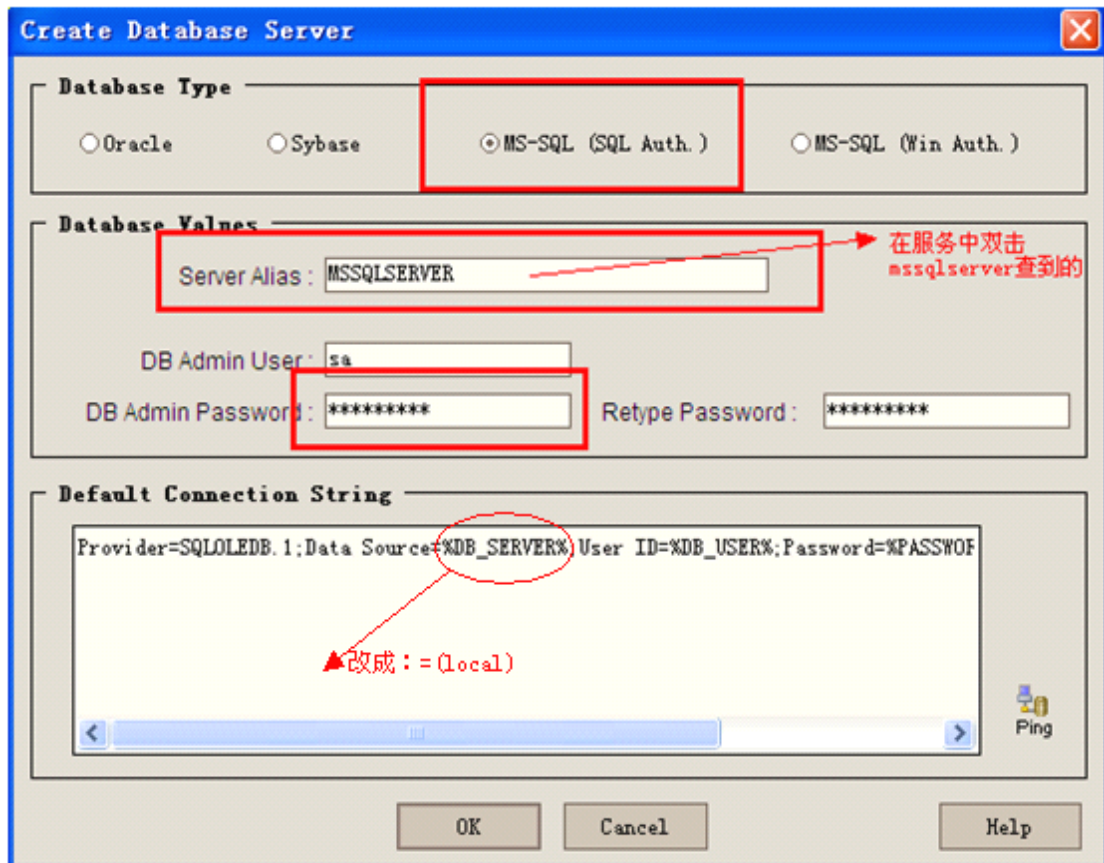 Create Database Server
Database Type
Oracle
Sybase
MS-SQL (SQL Auth.)
MS-SQL (Win Auth.)
Database Values
Server Alias :
MSSQLSERVER
在服务中双击
mssqlserver查到的
DB Admin User :
sa
DB Admin Password :
*********
Retype Password :
*********
Default Connection String
Provider=SQLOLEDB.1;Data Source=%DB_SERVER%;User ID=%DB_USER%;Password=%PASSWOR
改成：=(local)
Ping
OK
Cancel
Help